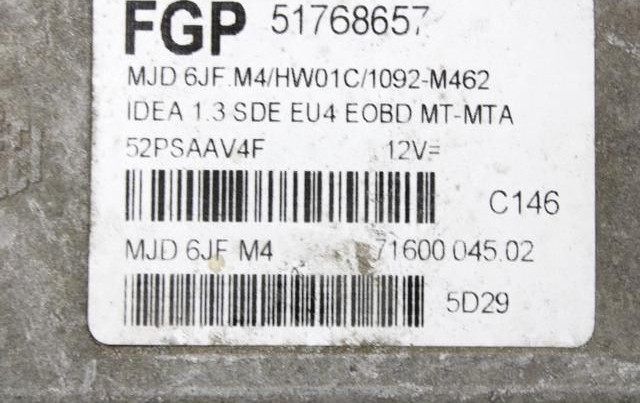 FGP 51768657
MJD 6JF.M4/HW01C/1092-M462
IDEA 1.3 SDE EU4 EOBD MT-MTA
52PSAAV4F 12V=
C146
MJD 6JF M4 71600.045.02
5D29